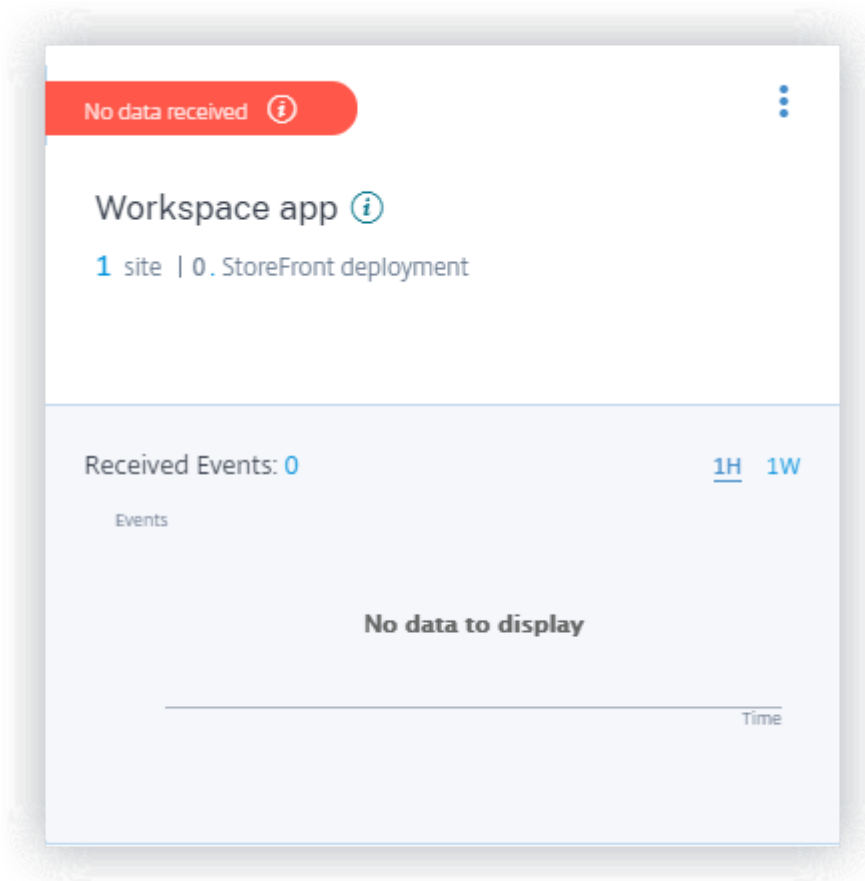 No data received
Workspace app
1 site | 0. StoreFront deployment
Received Events: 0
1H 1W
Events
No data to display
Time